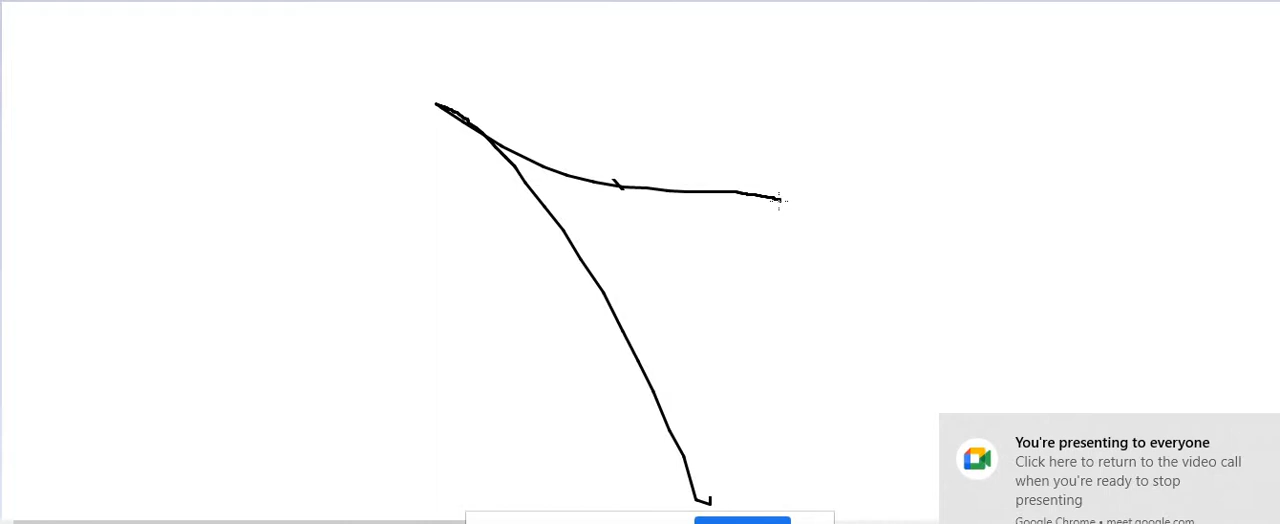 You're presenting to everyone
Click here to return to the video call
when you're ready to stop
presenting
Google Chrome • meet.google.com